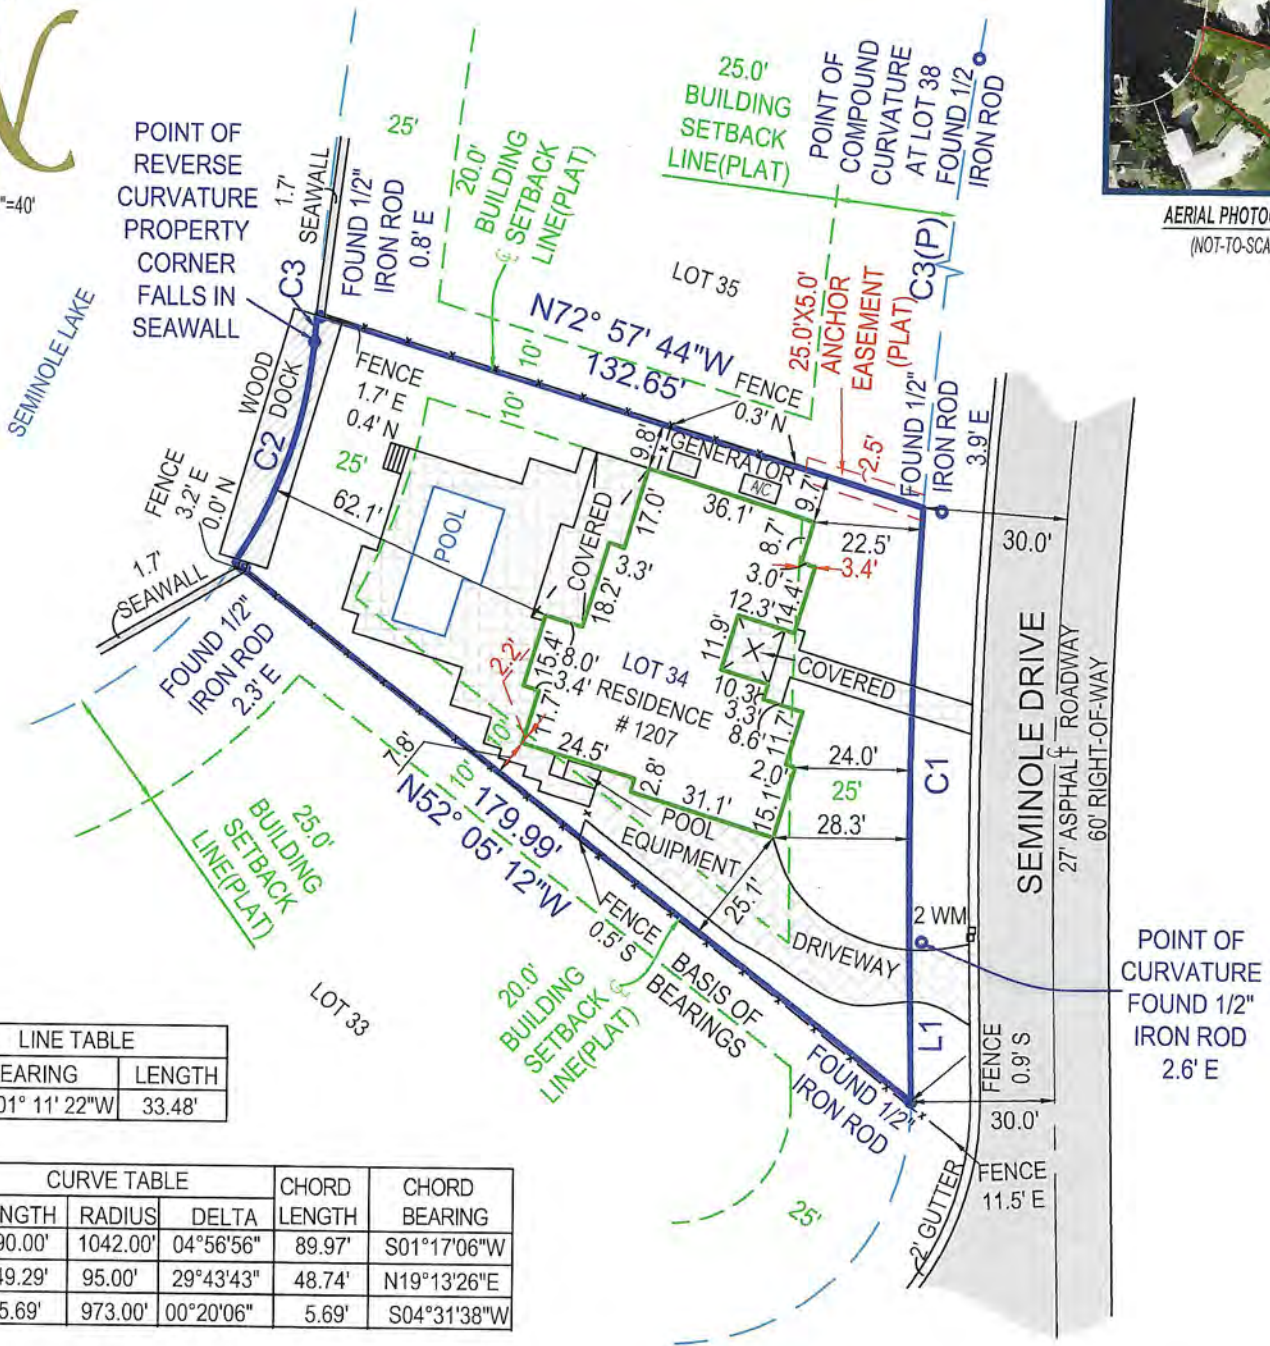 "=40'
POINT OF
REVERSE
CURVATURE
PROPERTY
CORNER
FALLS IN
SEAWALL
1.7'
SEAWALL
C3
FOUND 1/2"
IRON ROD
0.8' E
25'
20.0'
BUILDING
SETBACK
LINE(PLAT)
25.0'
BUILDING
SETBACK
LINE(PLAT)
POINT OF
COMPOUND
CURVATURE
AT LOT 38
FOUND 1/2
IRON ROD
(NOT-TO-SCA
LOT 35
N72° 57' 44"W
132.65'
25.0'X5.0'
ANCHOR
EASEMENT
(PLAT)
C3(P)
SEMINOLE LAKE
WOOD
DOCK
C2
FENCE
1.7' E
0.4' N
10'
10'
FENCE
0.3' N
2.5'
FOUND 1/2"
IRON ROD
3.9' E
FENCE
3.2' E
0.0' N
25'
62.1'
POOL
COVERED
9.8'
GENERATOR
A/C
9.7'
17.0'
36.1'
8.7'
22.5'
30.0'
3.3'
18.2'
3.0'
3.4'
14.4'
12.3'
11.9'
COVERED
1.7'
SEAWALL
FOUND 1/2"
IRON ROD
2.3' E
2.2'
15.4'
8.0'
3.4'
11.7'
LOT 34
RESIDENCE
# 1207
10.3'
3.3'
8.6'
11.7'
2.0'
15.1'
24.0'
25'
28.3'
C1
SEMINOLE DRIVE
27' ASPHALT ROADWAY
60' RIGHT-OF-WAY
7.8'
10'
10'
24.5'
2.8'
31.1'
POOL
EQUIPMENT
179.99'
N52° 05' 12"W
25.0'
BUILDING
SETBACK
LINE(PLAT)
25.1'
FENCE
0.5' S
BASIS OF
BEARINGS
DRIVEWAY
2 WM
POINT OF
CURVATURE
FOUND 1/2"
IRON ROD
2.6' E
LOT 33
20.0'
BUILDING
SETBACK
LINE(PLAT)
L1
FENCE
0.9' S
FOUND 1/2"
IRON ROD
30.0'
FENCE
11.5' E
2' GUTTER
25'
LINE TABLE
EARING LENGTH
01° 11' 22"W 33.48'
CURVE TABLE CHORD CHORD
NGTH RADIUS DELTA LENGTH BEARING
90.00' 1042.00' 04°56'56" 89.97' S01°17'06"W
49.29' 95.00' 29°43'43" 48.74' N19°13'26"E
5.69' 973.00' 00°20'06" 5.69' S04°31'38"W